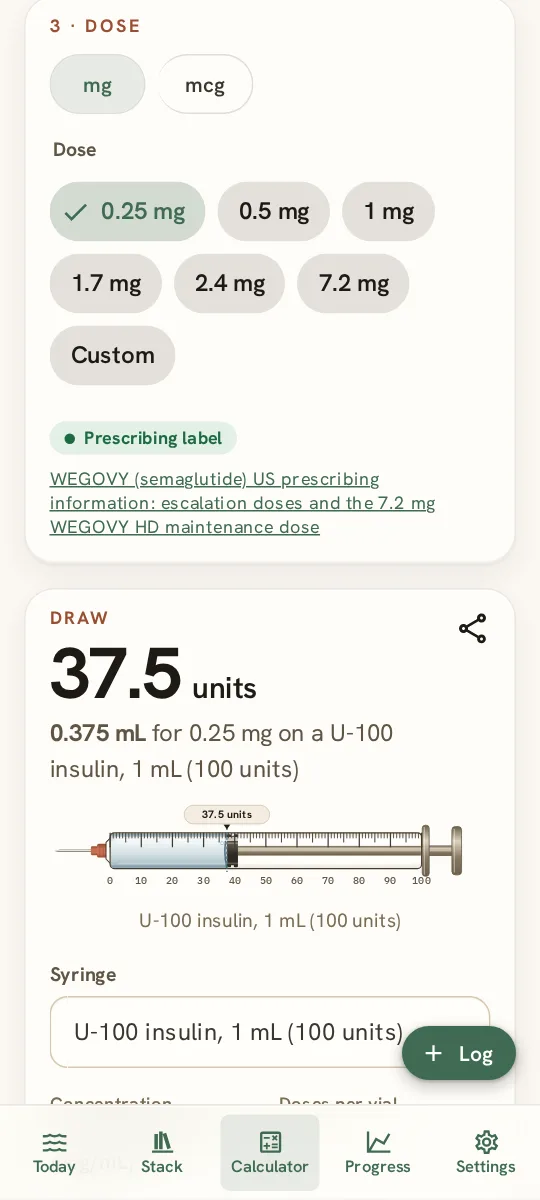 3 · DOSE
mg
mcg
Dose
0.25 mg
0.5 mg
1 mg
1.7 mg
2.4 mg
7.2 mg
Custom
Prescribing label
WEGOVY (semaglutide) US prescribing
information: escalation doses and the 7.2 mg
WEGOVY HD maintenance dose
DRAW
37.5 units
0.375 mL for 0.25 mg on a U-100
insulin, 1 mL (100 units)
37.5 units
0 10 20 30 40 50 60 70 80 90 100
U-100 insulin, 1 mL (100 units)
Syringe
U-100 insulin, 1 mL (100 units)
+ Log
Concentration
Doses per vial
Today
Stack
Calculator
Progress
Settings